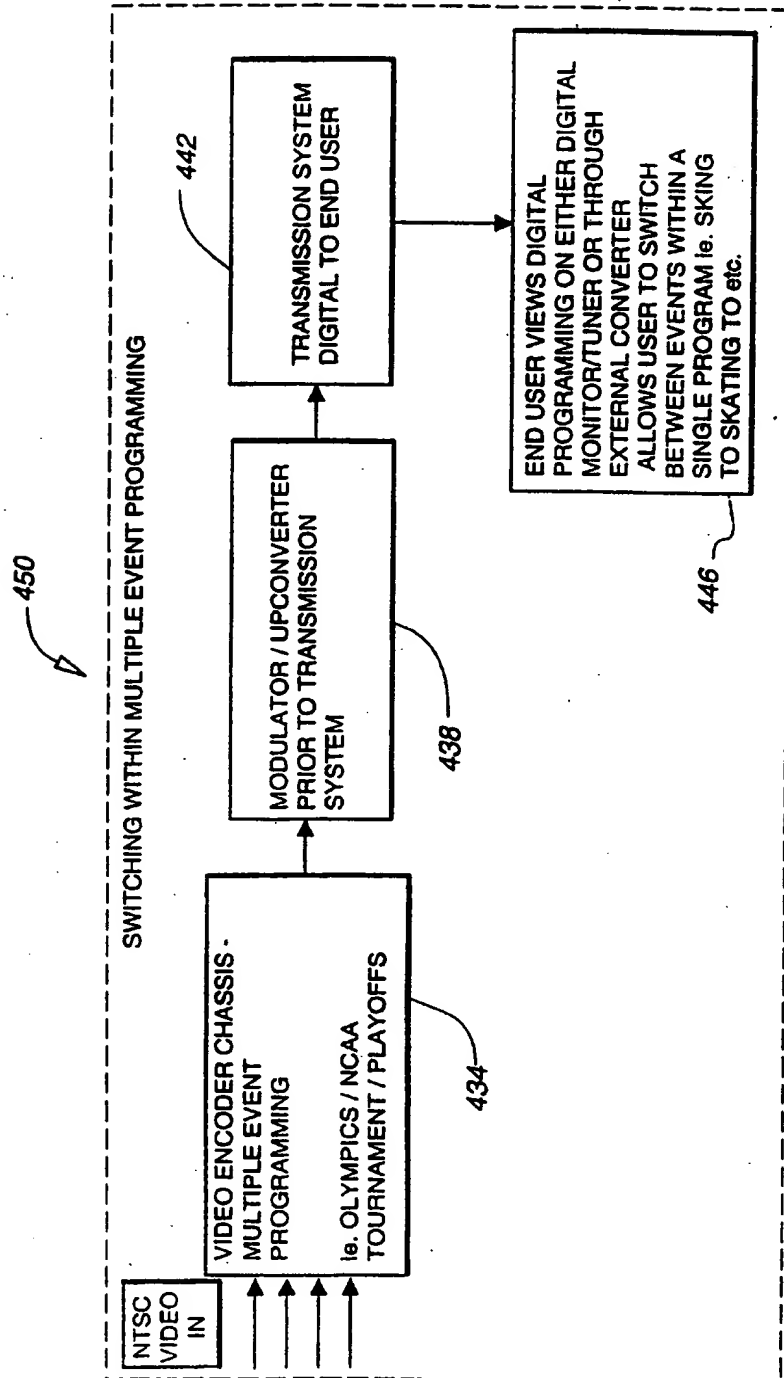 450
SWITCHING WITHIN MULTIPLE EVENT PROGRAMMING
NTSC
VIDEO
IN
VIDEO ENCODER CHASSIS -
MULTIPLE EVENT
PROGRAMMING
Ie. OLYMPICS / NCAA
TOURNAMENT / PLAYOFFS
434
MODULATOR / UPCONVERTER
PRIOR TO TRANSMISSION
SYSTEM
438
TRANSMISSION SYSTEM
DIGITAL TO END USER
442
END USER VIEWS DIGITAL
PROGRAMMING ON EITHER DIGITAL
MONITOR/TUNER OR THROUGH
EXTERNAL CONVERTER
ALLOWS USER TO SWITCH
BETWEEN EVENTS WITHIN A
SINGLE PROGRAM Ie. SKING
TO SKATING TO etc.
446